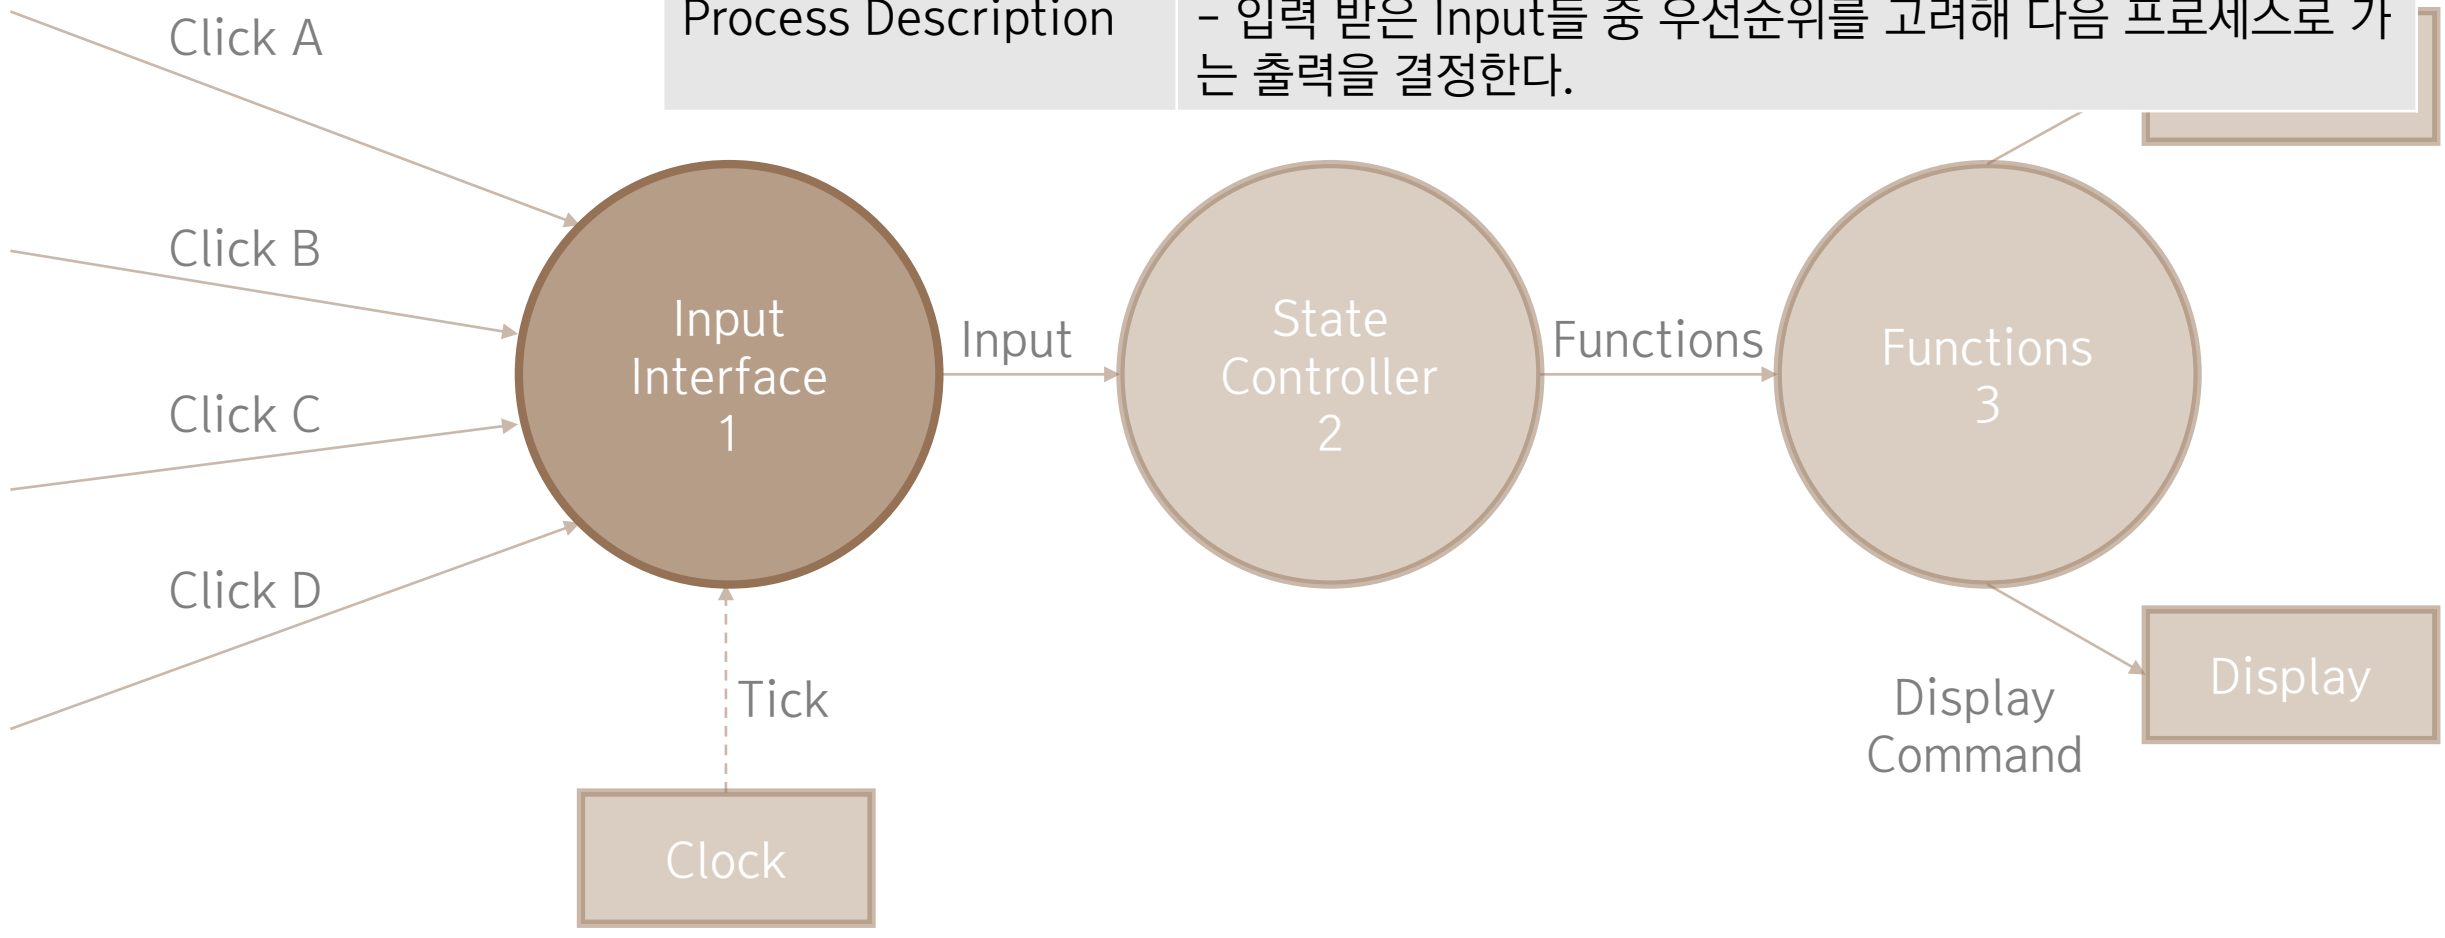 Process Description
- 입력 받은 Input들 중 우선순위를 고려해 다음 프로세스로 가
는 출력을 결정한다.
Click A
Click B
Click C
Click D
Input
Interface
1
Input
State
Controller
2
Functions
Functions
3
Tick
Clock
Display
Command
Display